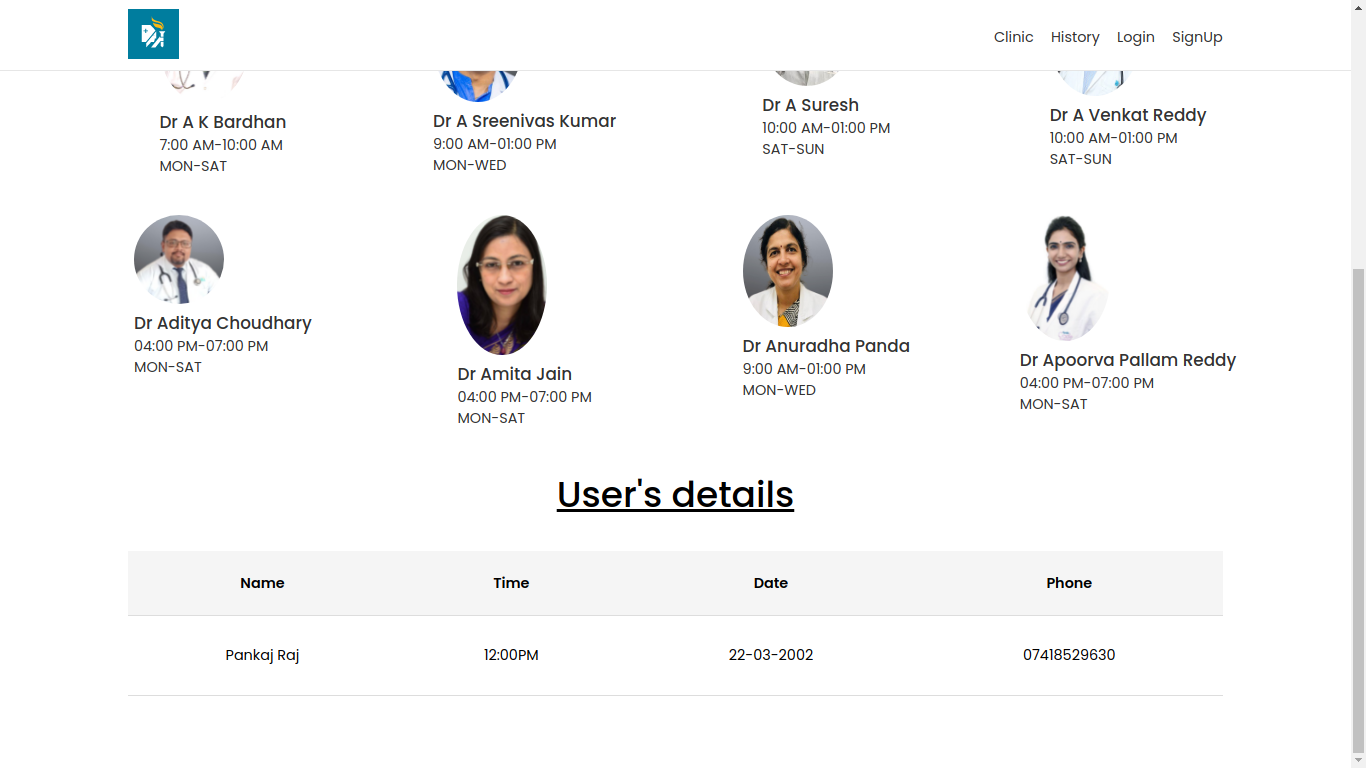 Clinic History Login SignUp
Dr A K Bardhan
7:00 AM-10:00 AM
MON-SAT
Dr A Sreenivas Kumar
9:00 AM-01:00 PM
MON-WED
Dr A Suresh
10:00 AM-01:00 PM
SAT-SUN
Dr A Venkat Reddy
10:00 AM-01:00 PM
SAT-SUN
Dr Aditya Choudhary
04:00 PM-07:00 PM
MON-SAT
Dr Amita Jain
04:00 PM-07:00 PM
MON-SAT
Dr Anuradha Panda
9:00 AM-01:00 PM
MON-WED
Dr Apoorva Pallam Reddy
04:00 PM-07:00 PM
MON-SAT
User's details
Name Time Date Phone
Pankaj Raj 12:00PM 22-03-2002 07418529630